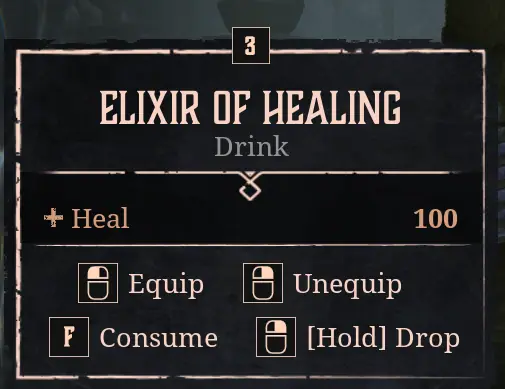 3
ELIXIR OF HEALING
Drink
Heal 100
Equip Unequip
F Consume [Hold] Drop